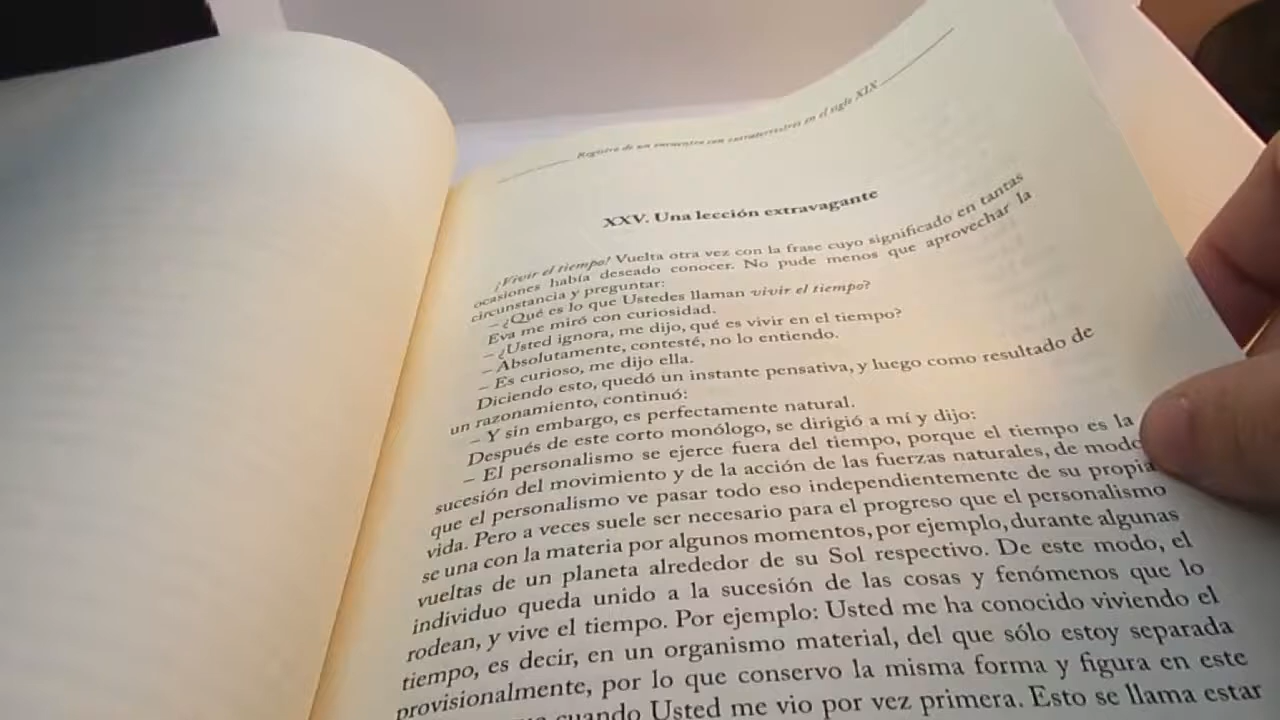 Registro de un encuentro con extraterrestres en el siglo XIX
XXV. Una lección extravagante
¡Vivir el tiempo! Vuelta otra vez con la frase cuyo significado en tantas
ocasiones había deseado conocer. No pude menos que aprovechar la
circunstancia y preguntar:
– ¿Qué es lo que Ustedes llaman vivir el tiempo?
Eva me miró con curiosidad.
– ¿Usted ignora, me dijo, qué es vivir en el tiempo?
– Absolutamente, contesté, no lo entiendo.
– Es curioso, me dijo ella.
Diciendo esto, quedó un instante pensativa, y luego como resultado de
un razonamiento, continuó:
– Y sin embargo, es perfectamente natural.
Después de este corto monólogo, se dirigió a mí y dijo:
– El personalismo se ejerce fuera del tiempo, porque el tiempo es la
sucesión del movimiento y de la acción de las fuerzas naturales, de modo
que el personalismo ve pasar todo eso independientemente de su propia
vida. Pero a veces suele ser necesario para el progreso que el personalismo
se una con la materia por algunos momentos, por ejemplo, durante algunas
vueltas de un planeta alrededor de su Sol respectivo. De este modo, el
individuo queda unido a la sucesión de las cosas y fenómenos que lo
rodean, y vive el tiempo. Por ejemplo: Usted me ha conocido viviendo el
tiempo, es decir, en un organismo material, del que sólo estoy separada
provisionalmente, por lo que conservo la misma forma y figura en este
cuando Usted me vio por vez primera. Esto se llama estar